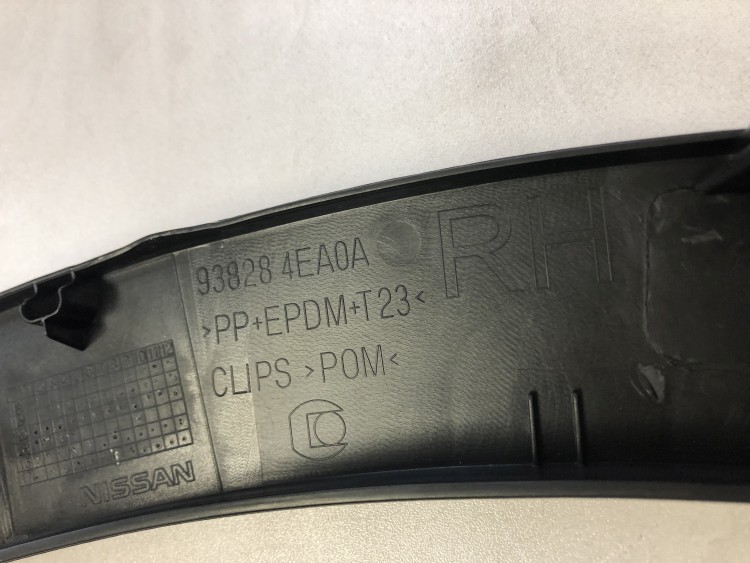 93828 4EA0A
RH
>PP+EPDM+T23<
CLIPS >POM<
NISSAN